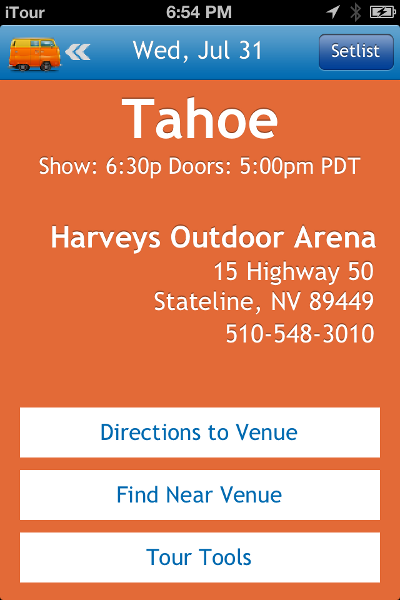 iTour 6:54 PM
Wed, Jul 31 Setlist
Tahoe
Show: 6:30p Doors: 5:00pm PDT
Harveys Outdoor Arena
15 Highway 50
Stateline, NV 89449
510-548-3010
Directions to Venue
Find Near Venue
Tour Tools